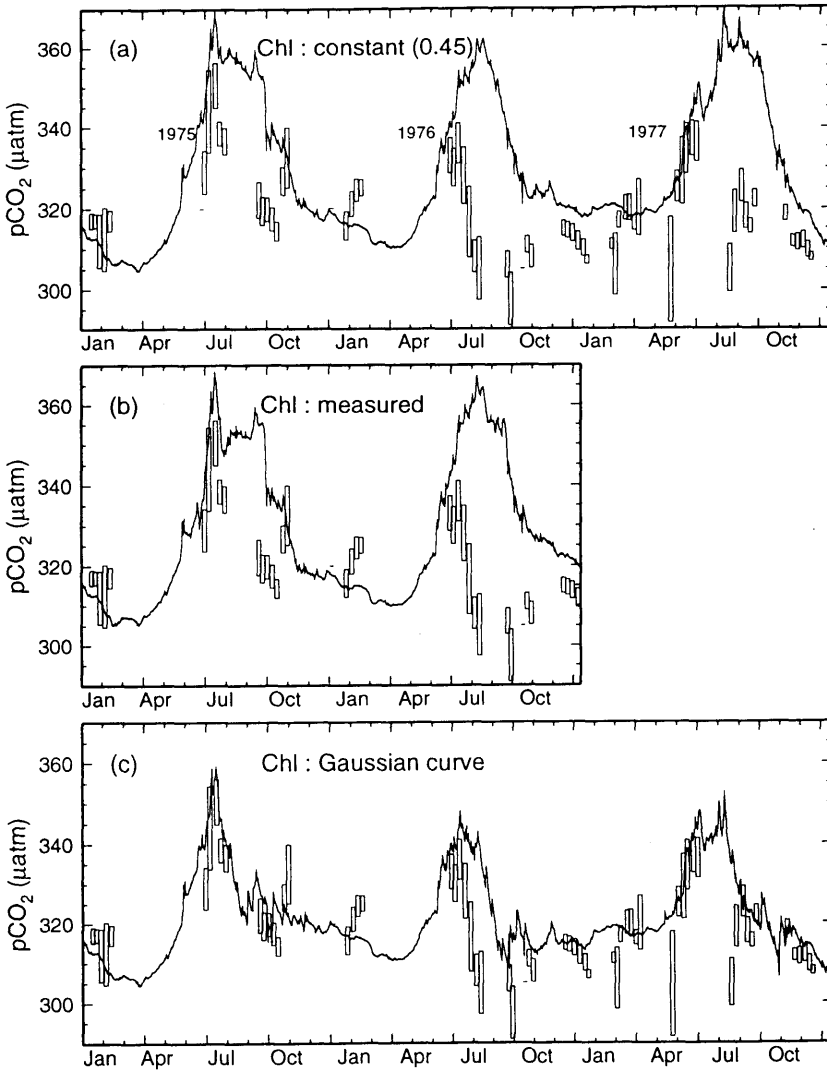 (a)
Chl : constant (0.45)
360
340
320
300
pCO2 (µatm)
1975
1976
1977
Jan Apr Jul Oct Jan Apr Jul Oct Jan Apr Jul Oct
(b)
Chl : measured
360
340
320
300
pCO2 (µatm)
Jan Apr Jul Oct Jan Apr Jul Oct
(c)
Chl : Gaussian curve
360
340
320
300
pCO2 (µatm)
Jan Apr Jul Oct Jan Apr Jul Oct Jan Apr Jul Oct